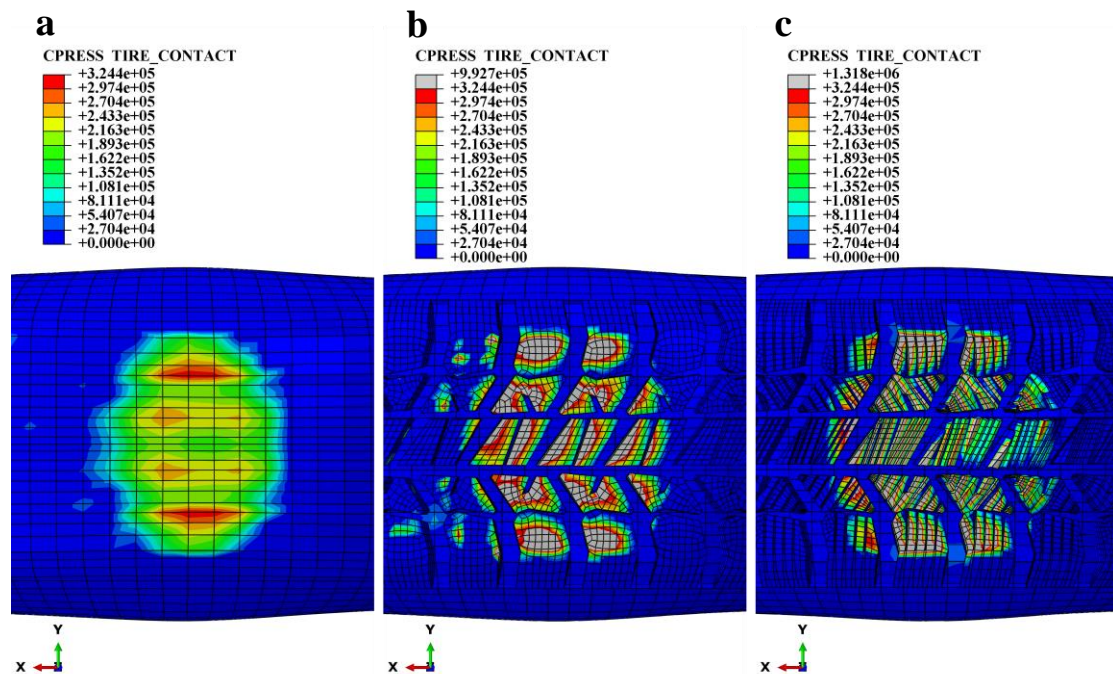 a
CPRESS TIRE_CONTACT
+3.244e+05
+2.974e+05
+2.704e+05
+2.433e+05
+2.163e+05
+1.893e+05
+1.622e+05
+1.352e+05
+1.081e+05
+8.111e+04
+5.407e+04
+2.704e+04
+0.000e+00
Y
X
b
CPRESS TIRE_CONTACT
+9.927e+05
+3.244e+05
+2.974e+05
+2.704e+05
+2.433e+05
+2.163e+05
+1.893e+05
+1.622e+05
+1.352e+05
+1.081e+05
+8.111e+04
+5.407e+04
+2.704e+04
+0.000e+00
Y
X
c
CPRESS TIRE_CONTACT
+1.318e+06
+3.244e+05
+2.974e+05
+2.704e+05
+2.433e+05
+2.163e+05
+1.893e+05
+1.622e+05
+1.352e+05
+1.081e+05
+8.111e+04
+5.407e+04
+2.704e+04
+0.000e+00
Y
X